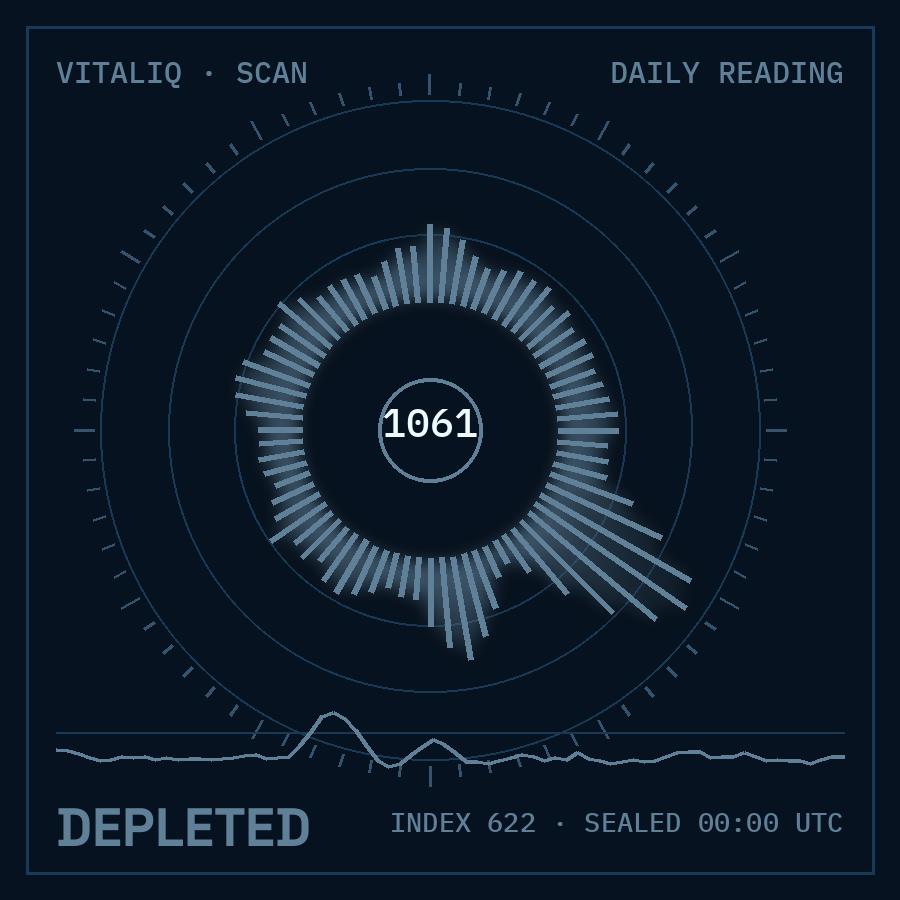 VITALIQ · SCAN
DAILY READING
1061
DEPLETED
INDEX 622 · SEALED 00:00 UTC